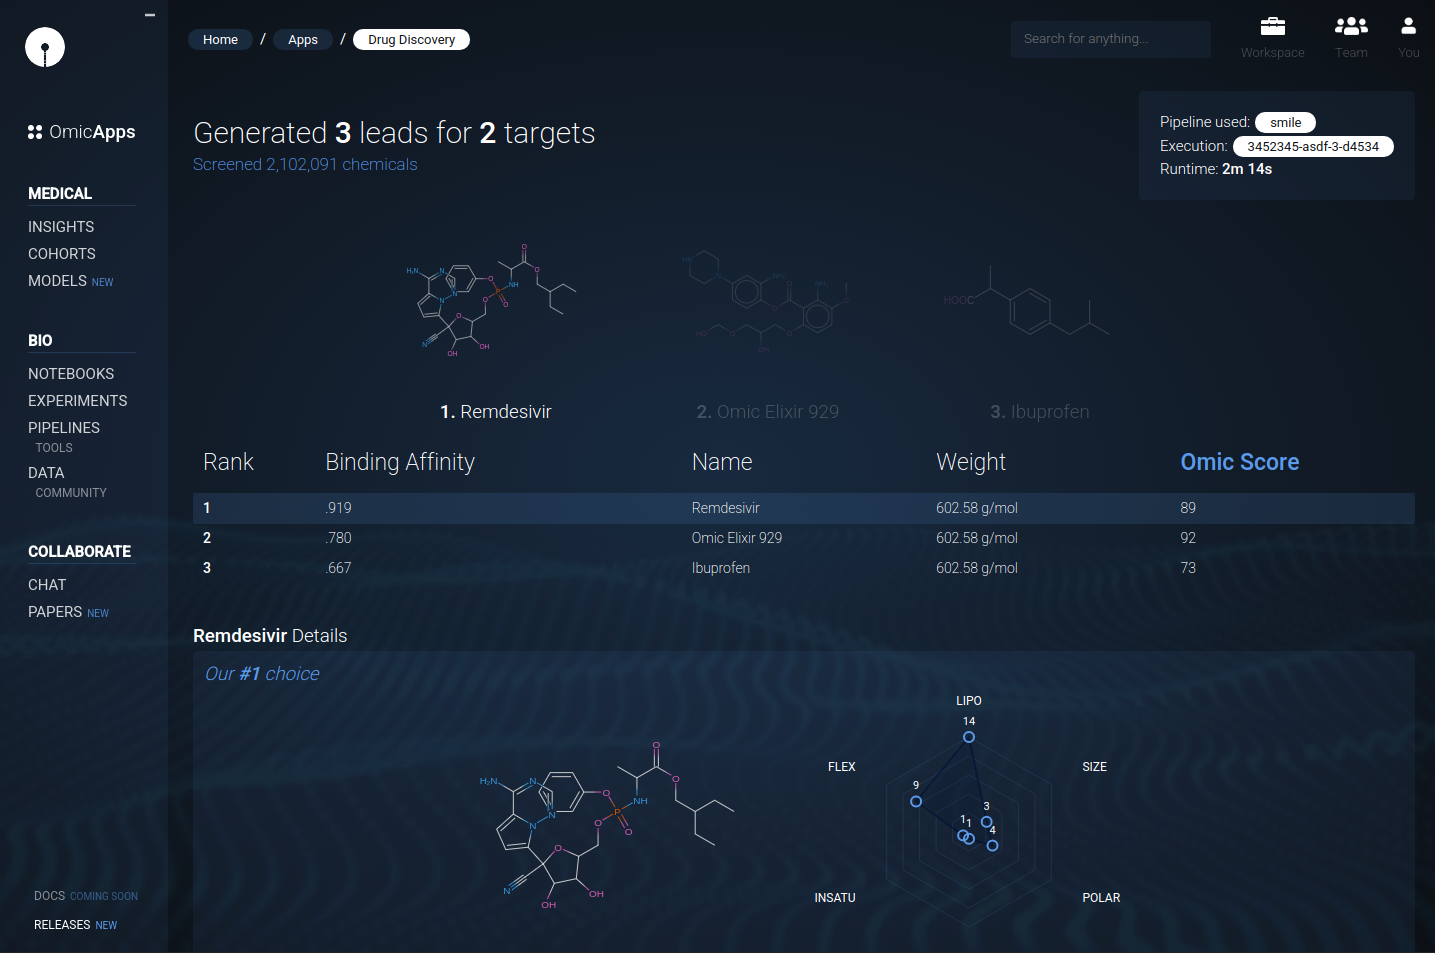 Home / Apps / Drug Discovery
Search for anything...
Workspace
Team
You
OmicApps
MEDICAL
INSIGHTS
COHORTS
MODELS NEW
BIO
NOTEBOOKS
EXPERIMENTS
PIPELINES
TOOLS
DATA
COMMUNITY
COLLABORATE
CHAT
PAPERS NEW
DOCS COMING SOON
RELEASES NEW
Generated 3 leads for 2 targets
Screened 2,102,091 chemicals
Pipeline used: smile
Execution: 3452345-asdf-3-d4534
Runtime: 2m 14s
H₂N N N N O P NH O O O O O N OH OH
HN N NH₂ O O NH₂ O HO O OH O
HOOC
1. Remdesivir
2. Omic Elixir 929
3. Ibuprofen
Rank Binding Affinity Name Weight Omic Score
1 .919 Remdesivir 602.58 g/mol 89
2 .780 Omic Elixir 929 602.58 g/mol 92
3 .667 Ibuprofen 602.58 g/mol 73
Remdesivir Details
Our #1 choice
H₂N N N N O P NH O O O O O N OH OH
LIPO
14
FLEX
SIZE
9
3
1
1
4
INSATU
POLAR